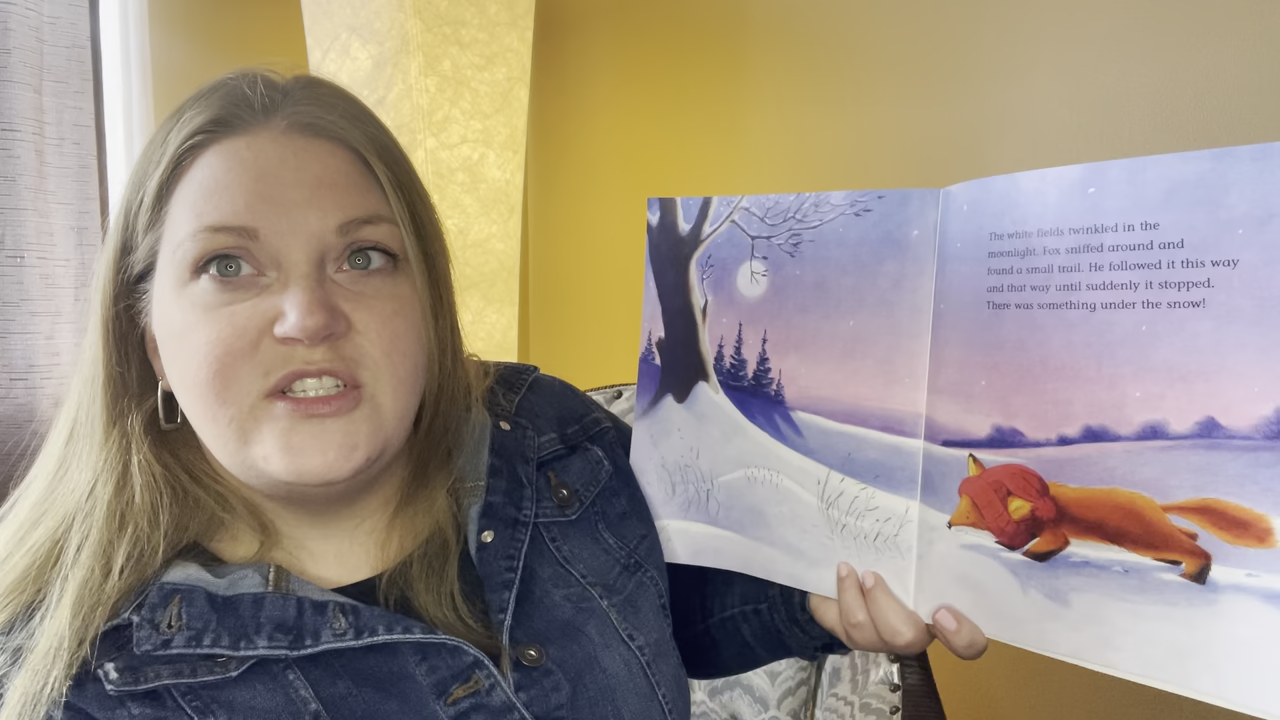 The white fields twinkled in the
moonlight. Fox sniffed around and
found a small trail. He followed it this way
and that way until suddenly it stopped.
There was something under the snow!